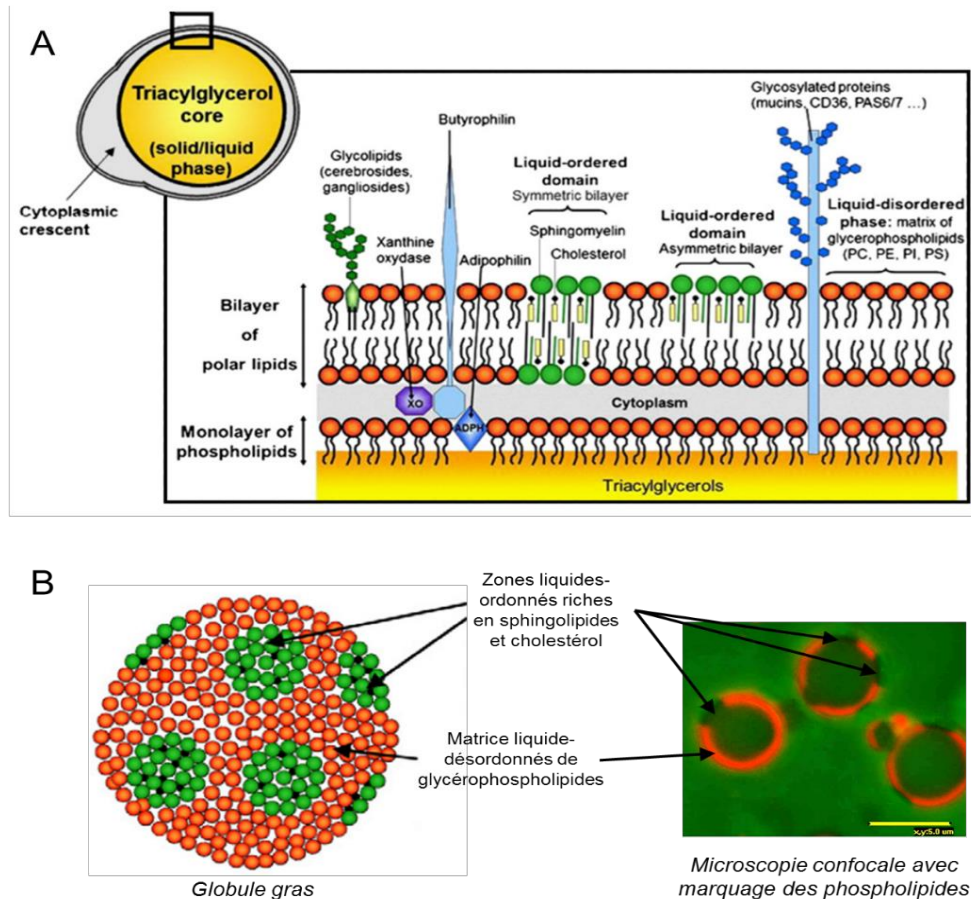 A
Triacylglycerol
core
(solid/liquid
phase)
Cytoplasmic
crescent
Glycolipids
(cerebrosides,
gangliosides)
Xanthine
oxydase
Butyrophilin
Adipophilin
Liquid-ordered
domain
Symmetric bilayer
Sphingomyelin
Cholesterol
Liquid-ordered
domain
Asymmetric bilayer
Glycosylated proteins
(mucins, CD36, PAS6/7 ...)
Liquid-disordered
phase: matrix of
glycerophospholipids
(PC, PE, PI, PS)
Bilayer
of
polar lipids
XO
ADPH
Cytoplasm
Monolayer of
phospholipids
Triacylglycerols
B
Zones liquides-
ordonnés riches
en sphingolipides
et cholestérol
Matrice liquide-
désordonnés de
glycérophospholipides
x,y:5.0 um
Globule gras
Microscopie confocale avec
marquage des phospholipides